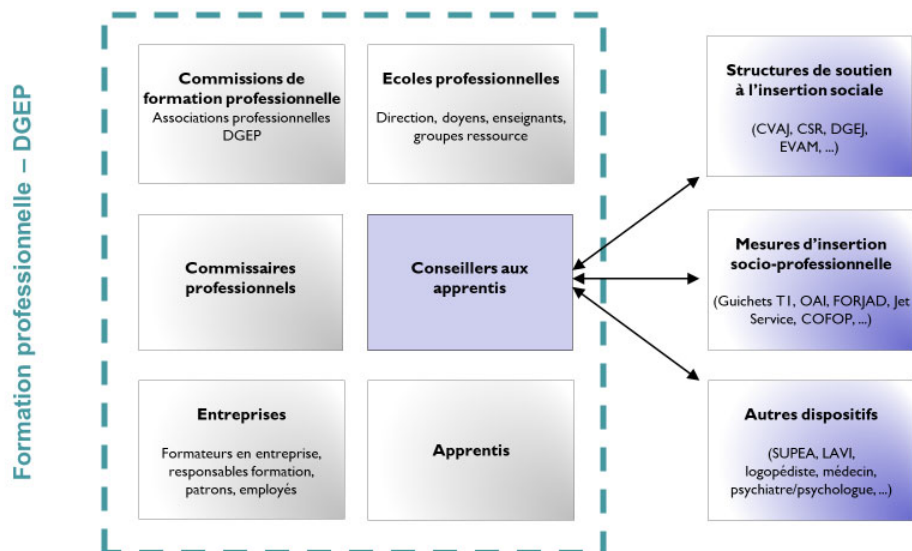 Formation professionnelle – DGEP
Commissions de
formation professionnelle
Associations professionnelles
DGEP
Ecoles professionnelles
Direction, doyens, enseignants,
groupes ressource
Structures de soutien
à l'insertion sociale
(CVAJ, CSR, DGEJ,
EVAM, ...)
Commissaires
professionnels
Conseillers aux
apprentis
Mesures d'insertion
socio-professionnelle
(Guichets T1, OAI, FORJAD, Jet
Service, COFOP, ...)
Entreprises
Formateurs en entreprise,
responsables formation,
patrons, employés
Apprentis
Autres dispositifs
(SUPEA, LAVI,
logopédiste, médecin,
psychiatre/psychologue, ...)